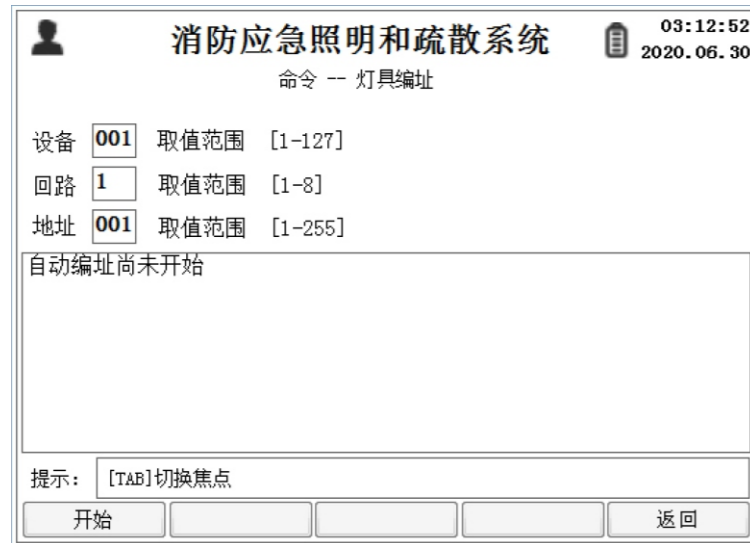 消防应急照明和疏散系统
03:12:52
2020.06.30
命令 -- 灯具编址
设备 001 取值范围 [1-127]
回路 1 取值范围 [1-8]
地址 001 取值范围 [1-255]
自动编址尚未开始
提示: [TAB]切换焦点
开始 返回